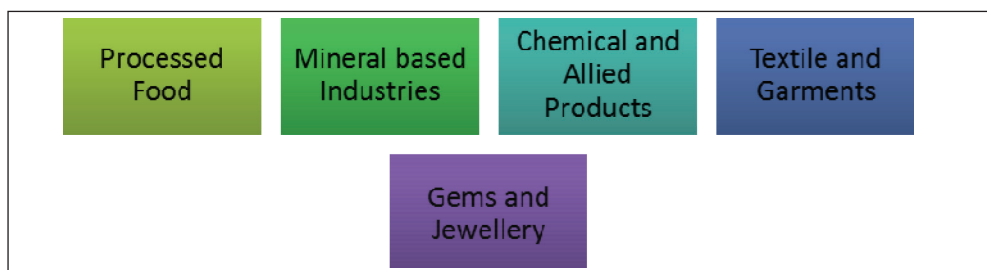 Processed
Food
Mineral based
Industries
Chemical and
Allied
Products
Textile and
Garments
Gems and
Jewellery